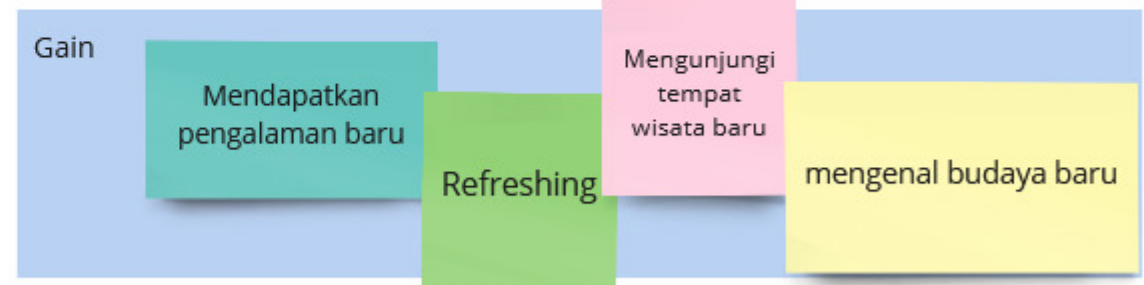 Gain
Mendapatkan
pengalaman baru
Refreshing
Mengunjungi
tempat
wisata baru
mengenal budaya baru